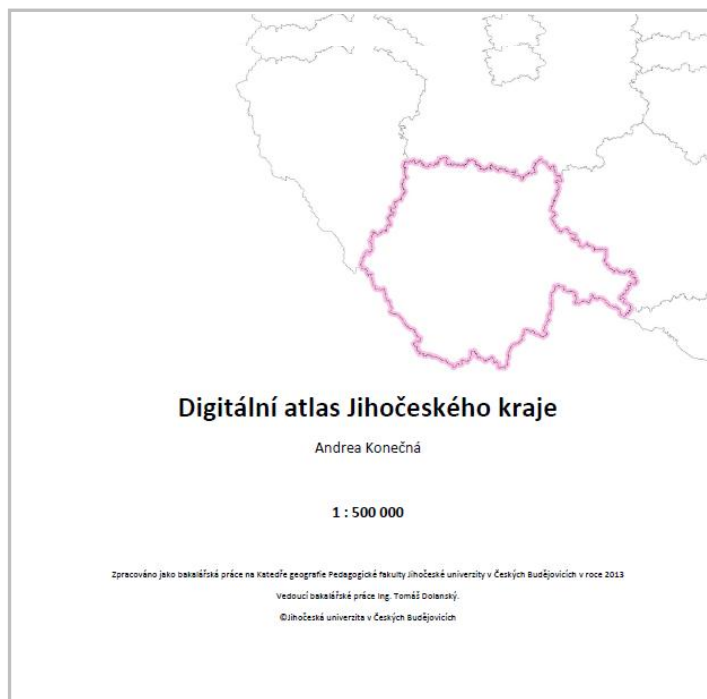 Digitální atlas Jihočeského kraje
Andrea Konečná
1 : 500 000
Zpracováno jako bakalářská práce na Katedře geografie Pedagogické fakulty Jihočeské univerzity v Českých Budějovicích v roce 2013
Vedoucí bakalářské práce Ing. Tomáš Dolanský.
©Jihočeská univerzita v Českých Budějovicích